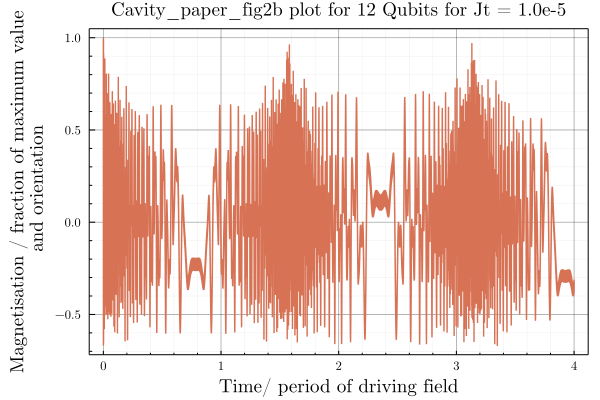 Cavity_paper_fig2b plot for 12 Qubits for Jt = 1.0e-5
Magnetisation / fraction of maximum value
and orientation
1.0
0.5
0.0
−0.5
0
1
2
3
4
Time/ period of driving field